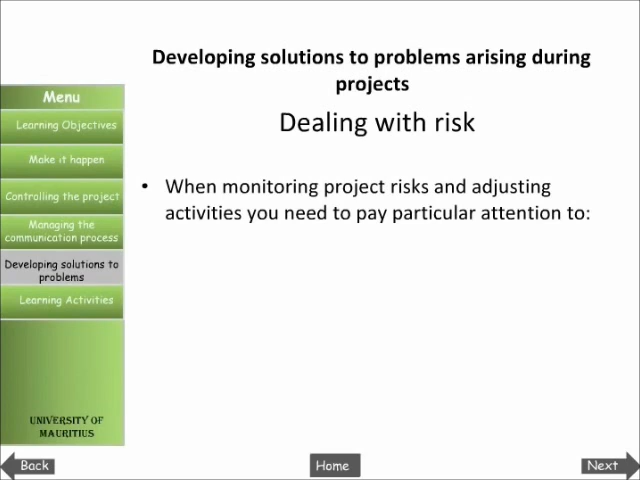 Developing solutions to problems arising during
projects
Dealing with risk
• When monitoring project risks and adjusting
activities you need to pay particular attention to:
Menu
Learning Objectives
Make it happen
Controlling the project
Managing the
communication process
Developing solutions to
problems
Learning Activities
UNIVERSITY OF
MAURITIUS
Back
Home
Next